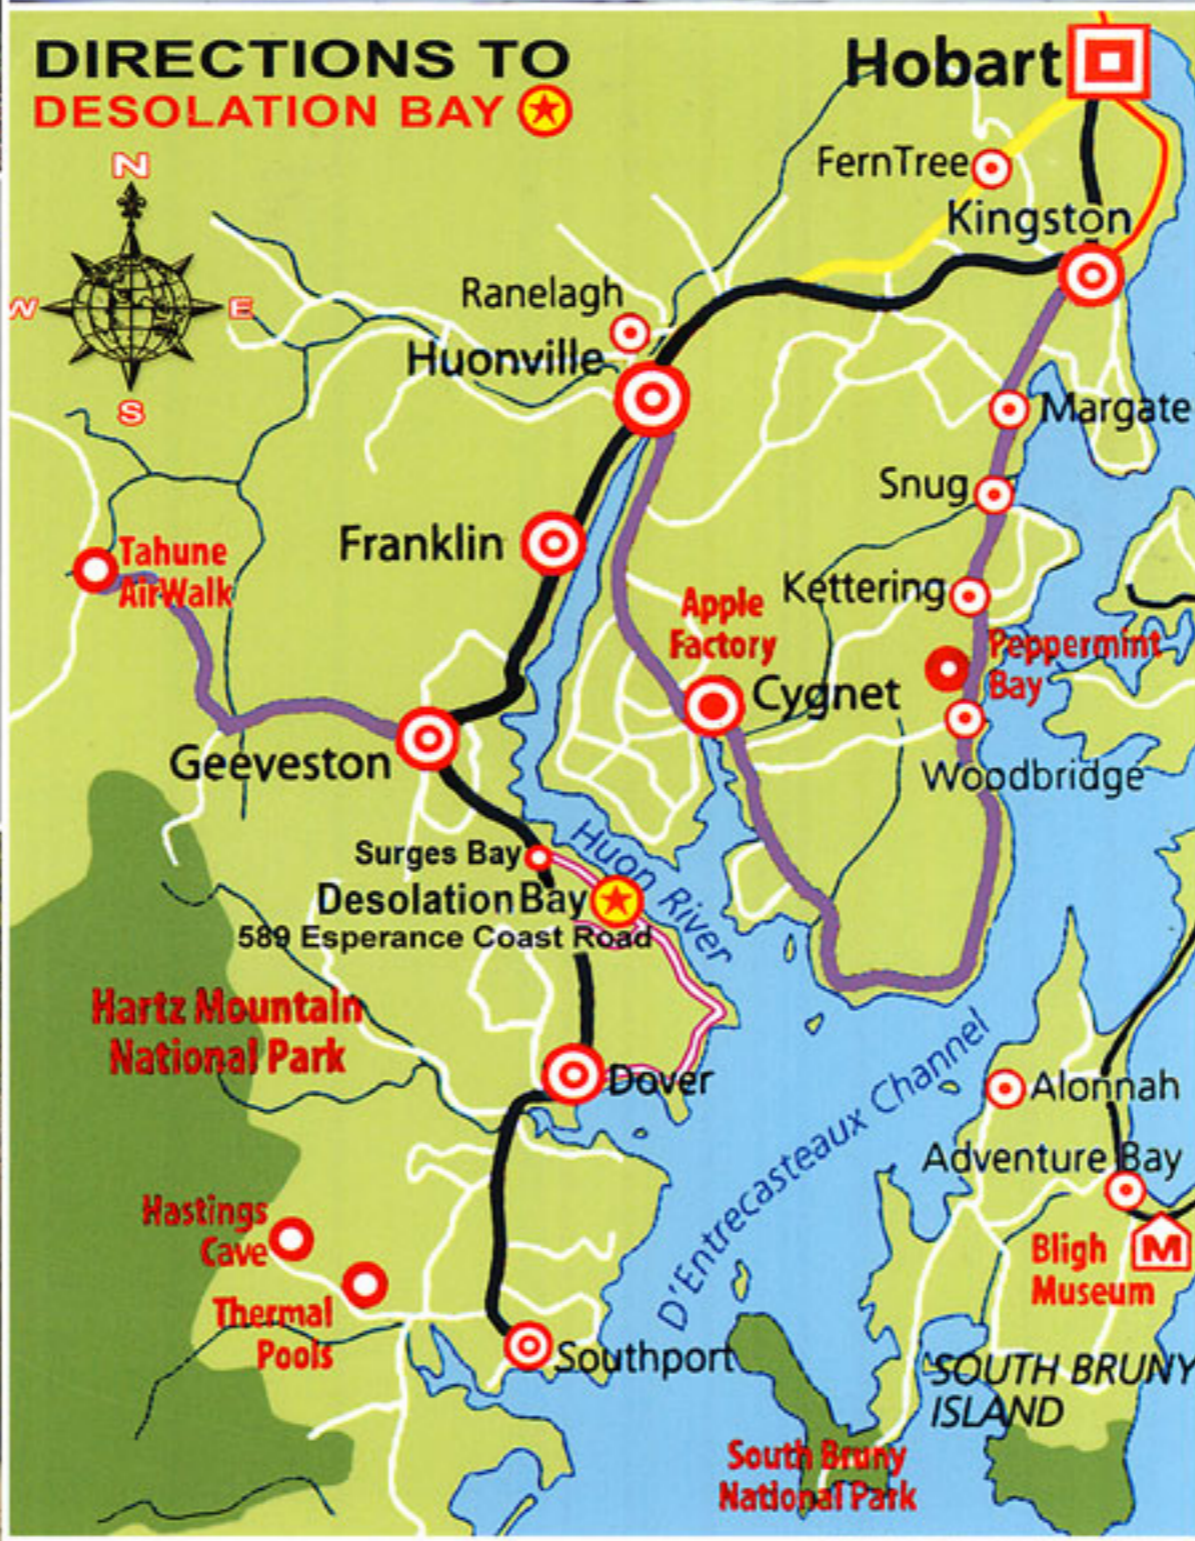 DIRECTIONS TO
DESOLATION BAY
Hobart
FernTree
N
Kingston
Ranelagh
W
E
Huonville
S
Margate
Snug
Franklin
Tahune
AirWalk
Kettering
Apple
Factory
Peppermint
Bay
Cygnet
Geeveston
Woodbridge
Surges Bay
Huon River
Desolation Bay
589 Esperance Coast Road
Hartz Mountain
National Park
Dover
D'Entrecasteaux Channel
Alonnah
Adventure Bay
Hastings
Cave
Bligh
Museum
M
Thermal
Pools
Southport
SOUTH BRUNY
ISLAND
South Bruny
National Park